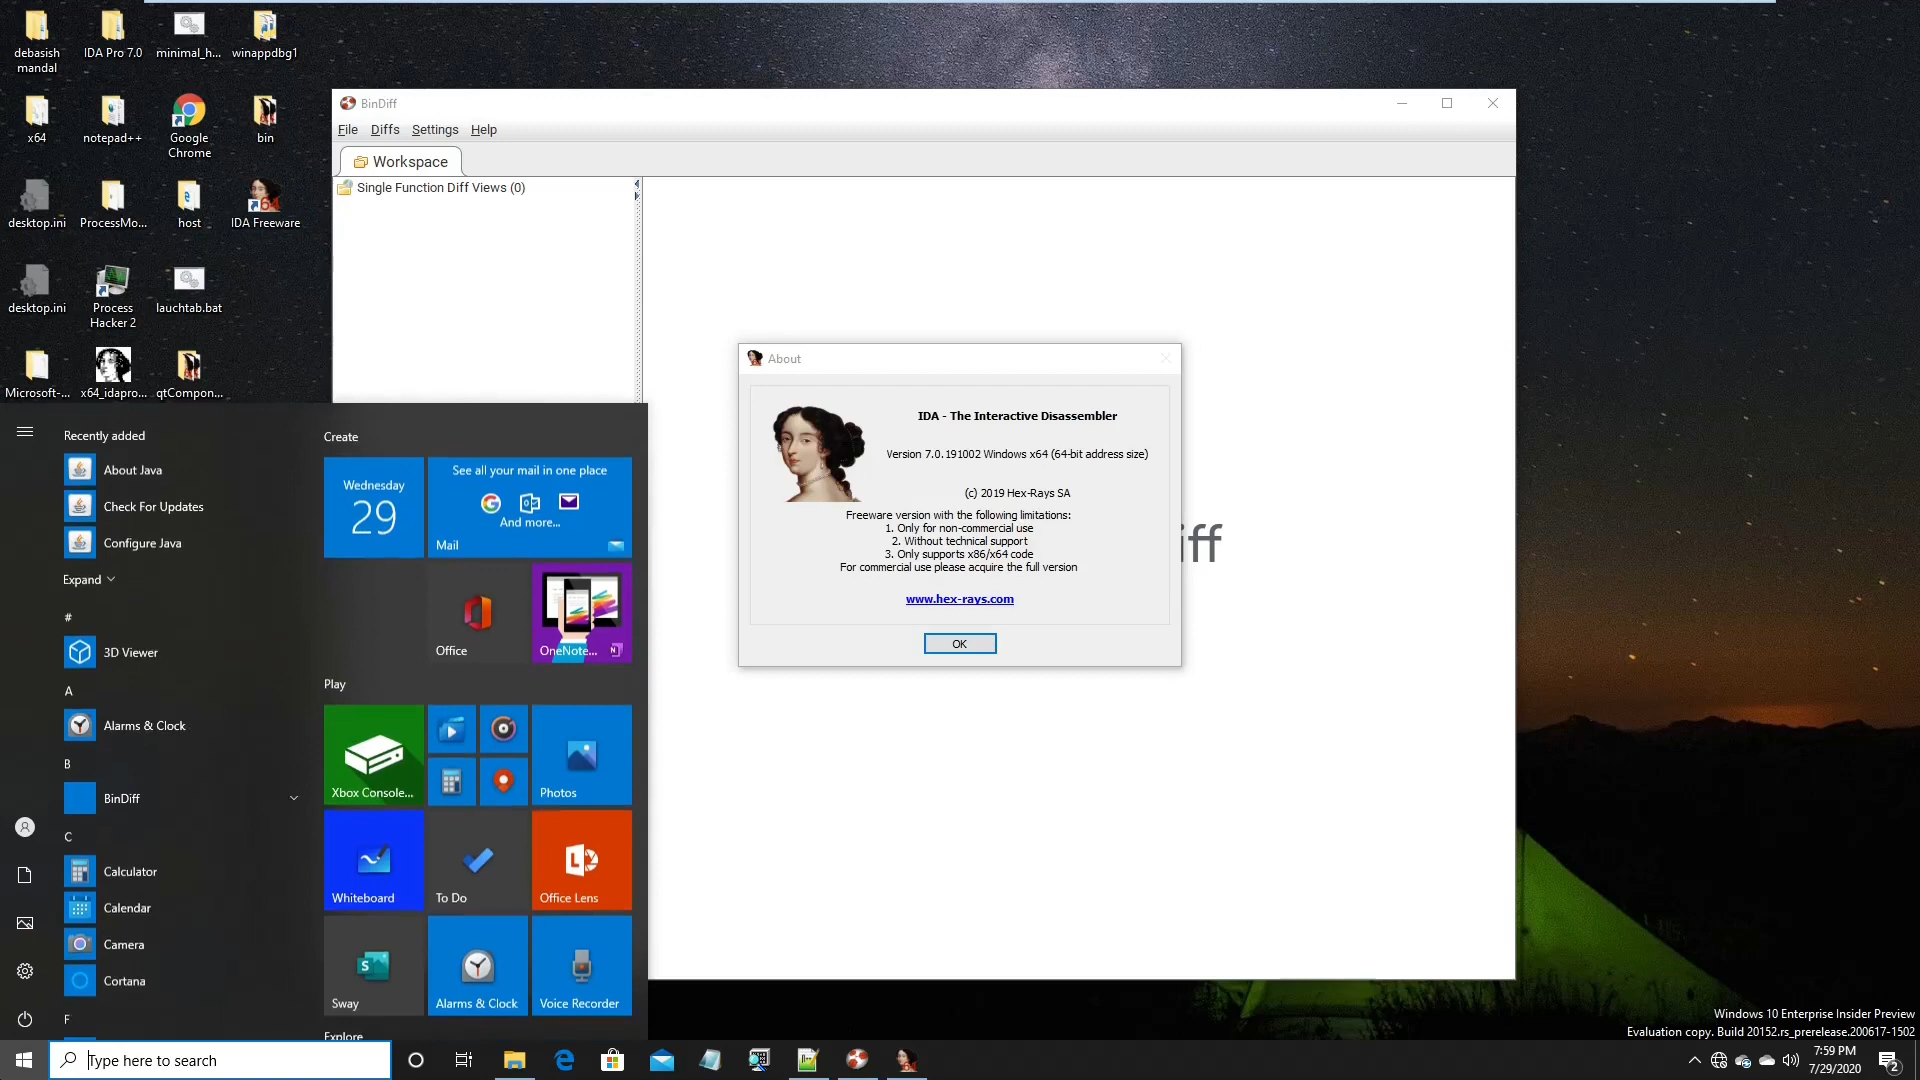 debasish
mandal
IDA Pro 7.0
minimal_h...
winappdbg1
x64
notepad++
Google
Chrome
bin
desktop.ini
ProcessMo...
host
IDA Freeware
desktop.ini
Process
Hacker 2
lauchtab.bat
Microsoft-...
x64_idapro...
qtCompon...
BinDiff
File
Diffs
Settings
Help
Workspace
Single Function Diff Views (0)
iff
About
IDA - The Interactive Disassembler
Version 7.0.191002 Windows x64 (64-bit address size)
(c) 2019 Hex-Rays SA
Freeware version with the following limitations:
1. Only for non-commercial use
2. Without technical support
3. Only supports x86/x64 code
For commercial use please acquire the full version
www.hex-rays.com
OK
Recently added
About Java
Check For Updates
Configure Java
Expand
#
3D Viewer
A
Alarms & Clock
B
BinDiff
C
Calculator
Calendar
Camera
Cortana
F
Create
Wednesday
29
See all your mail in one place
And more...
Mail
Office
OneNote...
Play
Xbox Console...
Photos
Whiteboard
To Do
Office Lens
Sway
Alarms & Clock
Voice Recorder
Explore
Windows 10 Enterprise Insider Preview
Evaluation copy. Build 20152.rs_prerelease.200617-1502
Type here to search
7:59 PM
7/29/2020
2